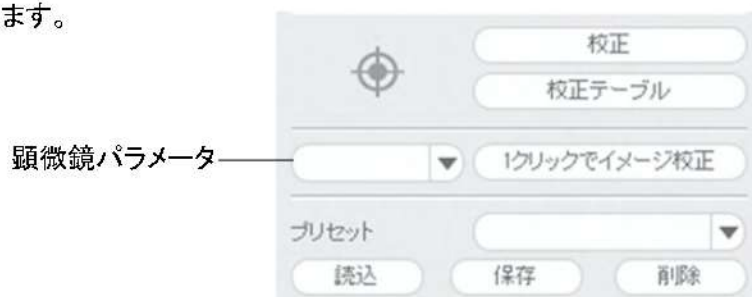 ます。
校正
校正テーブル
顕微鏡パラメータ
1クリックでイメージ校正
プリセット
読込 保存 削除